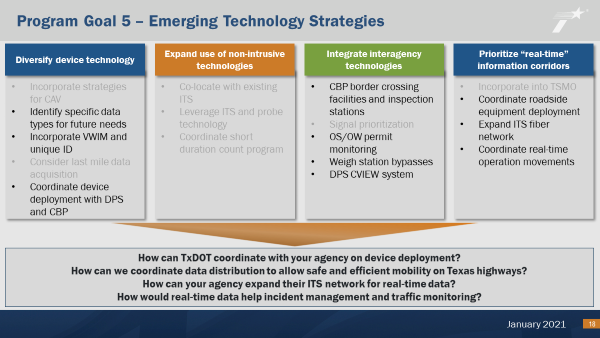 Program Goal 5 – Emerging Technology Strategies
Diversify device technology
• Incorporate strategies
for CAV
• Identify specific data
types for future needs
• Incorporate VWIM and
unique ID
• Consider last mile data
acquisition
• Coordinate device
deployment with DPS
and CBP
Expand use of non-intrusive
technologies
• Co-locate with existing
ITS
• Leverage ITS and probe
technology
• Coordinate short
duration count program
Integrate interagency
technologies
• CBP border crossing
facilities and inspection
stations
• Signal prioritization
• OS/OW permit
monitoring
• Weigh station bypasses
• DPS CVIEW system
Prioritize “real-time”
information corridors
• Incorporate into TSMO
• Coordinate roadside
equipment deployment
• Expand ITS fiber
network
• Coordinate real-time
operation movements
How can TxDOT coordinate with your agency on device deployment?
How can we coordinate data distribution to allow safe and efficient mobility on Texas highways?
How can your agency expand their ITS network for real-time data?
How would real-time data help incident management and traffic monitoring?
January 2021
18